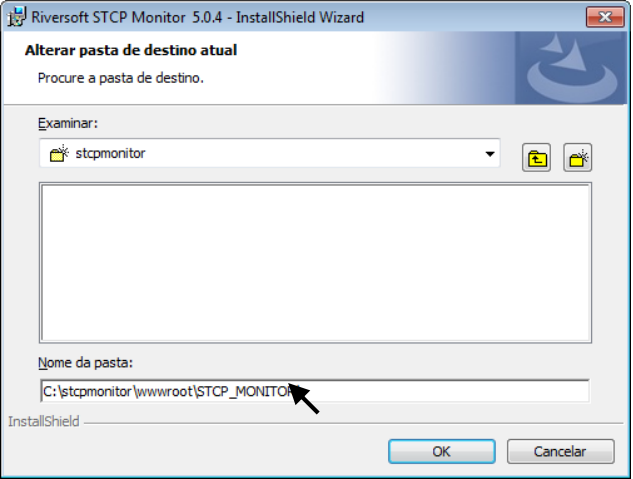 Riversoft STCP Monitor 5.0.4 - InstallShield Wizard
Alterar pasta de destino atual
Procure a pasta de destino.
Examinar:
stcpmonitor
Nome da pasta:
C:\stcpmonitor\wwwroot\STCP_MONITOR
InstallShield
OK Cancelar